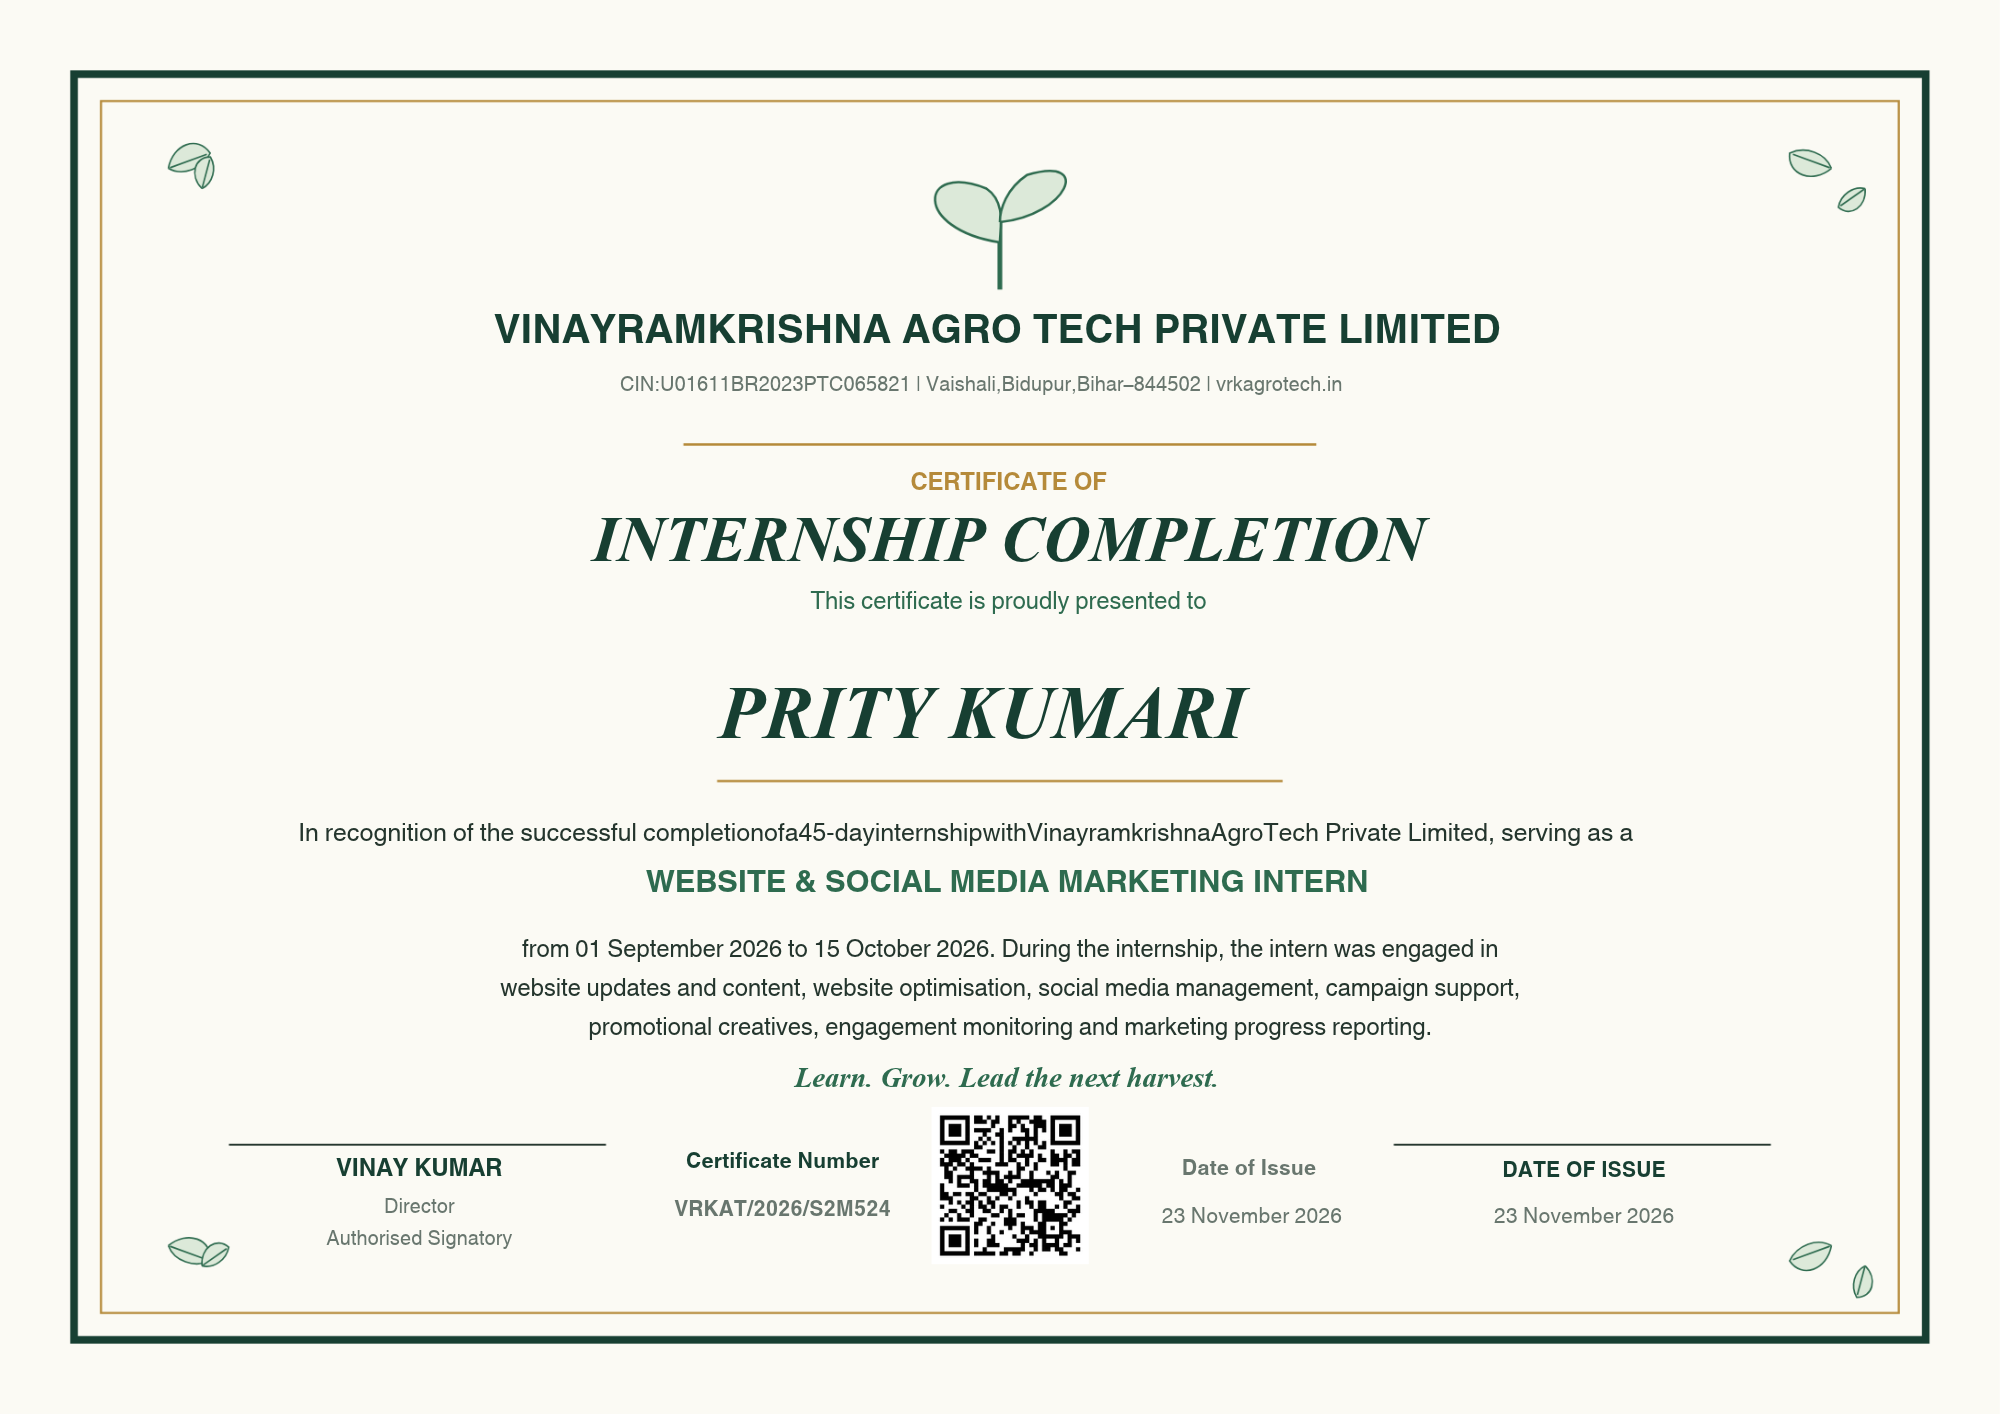 VINAYRAMKRISHNA AGRO TECH PRIVATE LIMITED
CIN:U01611BR2023PTC065821 | Vaishali,Bidupur,Bihar–844502 | vrkagrotech.in
CERTIFICATE OF
INTERNSHIP COMPLETION
This certificate is proudly presented to
PRITY KUMARI
In recognition of the successful completionofa45-dayinternshipwithVinayramkrishnaAgroTech Private Limited, serving as a
WEBSITE & SOCIAL MEDIA MARKETING INTERN
from 01 September 2026 to 15 October 2026. During the internship, the intern was engaged in
website updates and content, website optimisation, social media management, campaign support,
promotional creatives, engagement monitoring and marketing progress reporting.
Learn. Grow. Lead the next harvest.
VINAY KUMAR
Director
Authorised Signatory
Certificate Number
VRKAT/2026/S2M524
Date of Issue
23 November 2026
DATE OF ISSUE
23 November 2026